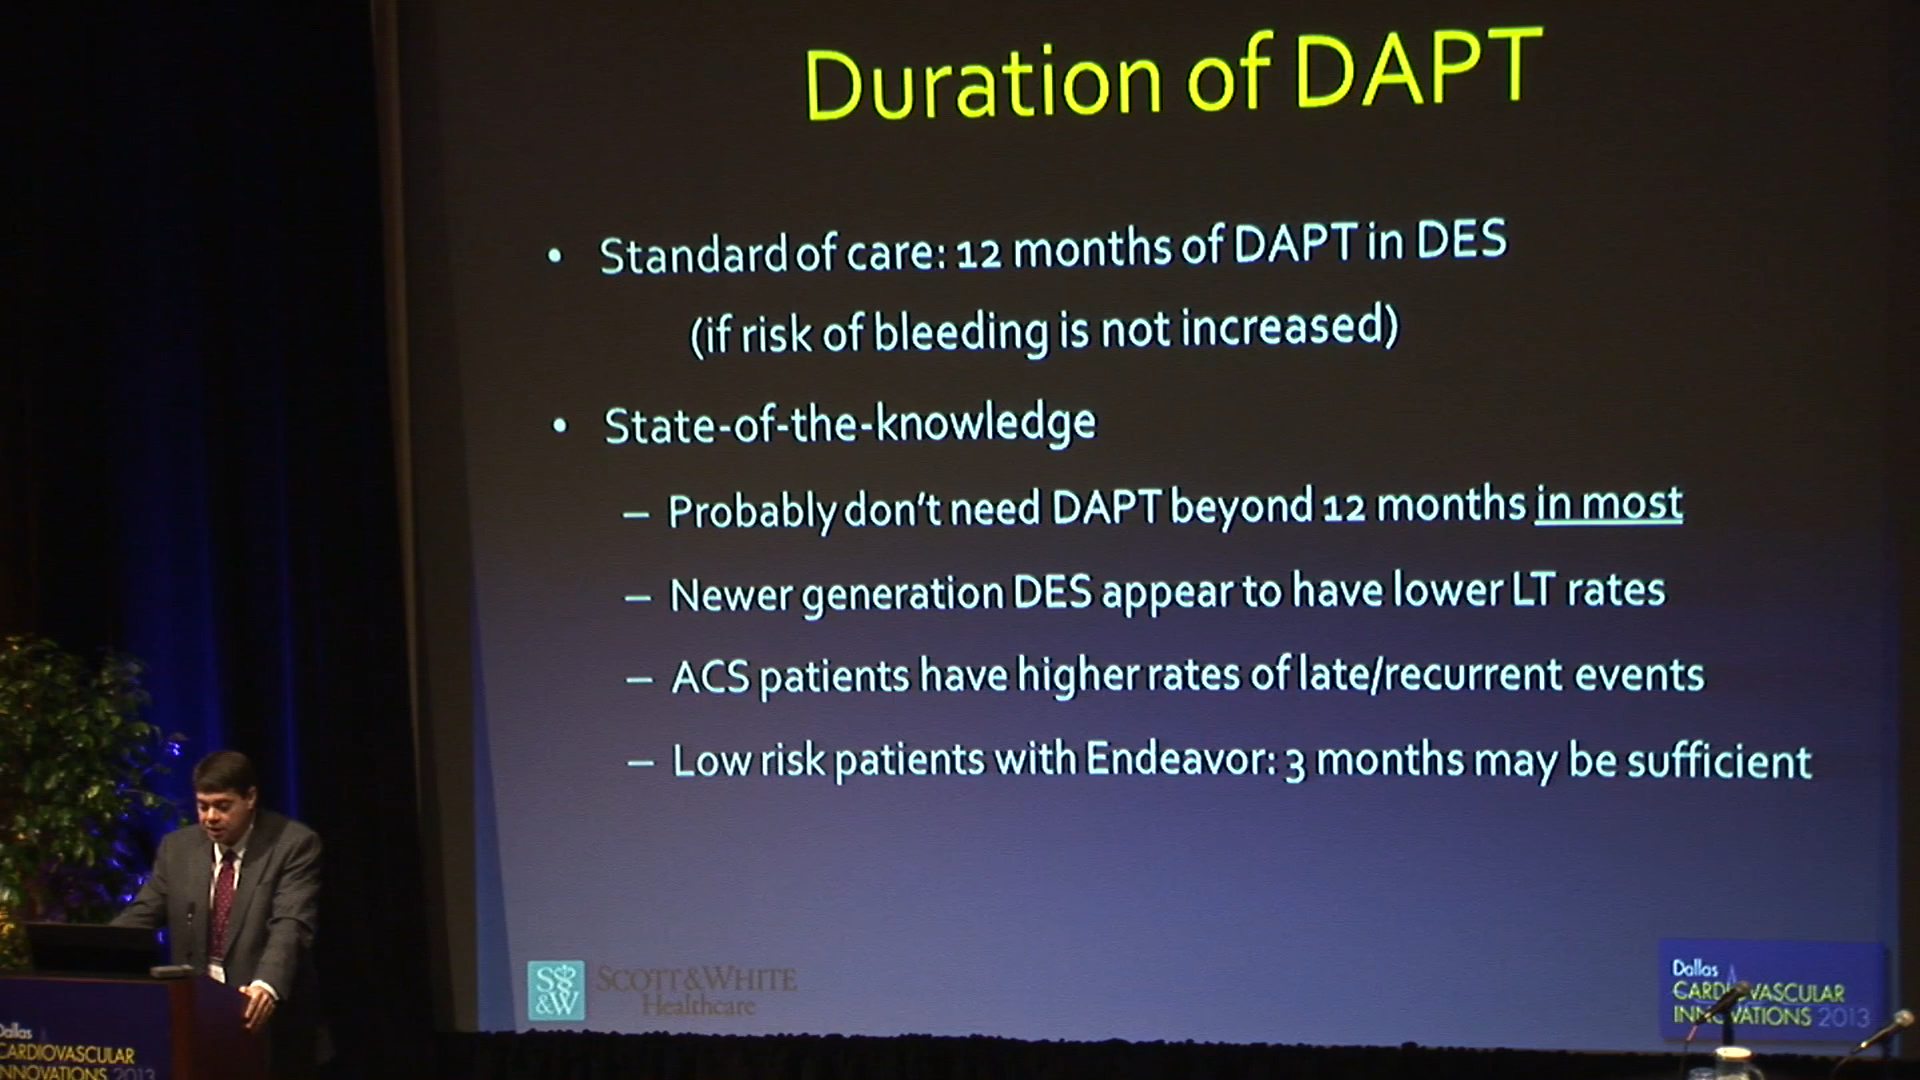 Duration of DAPT
• Standard of care: 12 months of DAPT in DES
(if risk of bleeding is not increased)
• State-of-the-knowledge
– Probably don't need DAPT beyond 12 months in most
– Newer generation DES appear to have lower LT rates
– ACS patients have higher rates of late/recurrent events
– Low risk patients with Endeavor: 3 months may be sufficient
S&W
SCOTT & WHITE
Healthcare
Dallas
CARDIOVASCULAR
INNOVATIONS 2013
Dallas
CARDIOVASCULAR
INNOVATIONS 2013